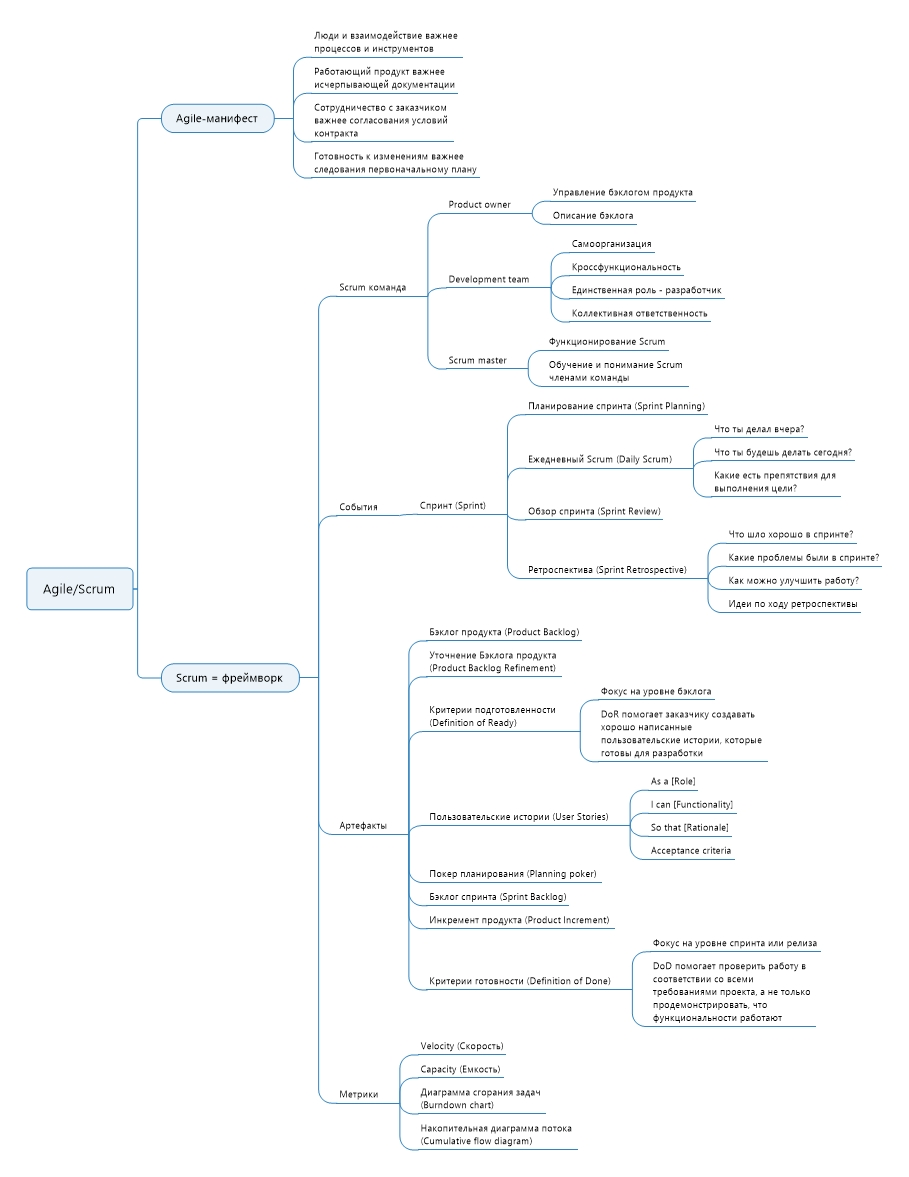 Люди и взаимодействие важнее
процессов и инструментов
Работающий продукт важнее
исчерпывающей документации
Agile-манифест
Сотрудничество с заказчиком
важнее согласования условий
контракта
Готовность к изменениям важнее
следования первоначальному плану
Управление бэклогом продукта
Product owner
Описание бэклога
Самоорганизация
Кроссфункциональность
Development team
Scrum команда
Единственная роль - разработчик
Коллективная ответственность
Функционирование Scrum
Scrum master
Обучение и понимание Scrum
членами команды
Планирование спринта (Sprint Planning)
Что ты делал вчера?
Ежедневный Scrum (Daily Scrum)
Что ты будешь делать сегодня?
Какие есть препятствия для
выполнения цели?
События
Спринт (Sprint)
Обзор спринта (Sprint Review)
Что шло хорошо в спринте?
Какие проблемы были в спринте?
Ретроспектива (Sprint Retrospective)
Как можно улучшить работу?
Идеи по ходу ретроспективы
Agile/Scrum
Scrum = фреймворк
Бэклог продукта (Product Backlog)
Уточнение Бэклога продукта
(Product Backlog Refinement)
Фокус на уровне бэклога
Критерии подготовленности
(Definition of Ready)
DoR помогает заказчику создавать
хорошо написанные
пользовательские истории, которые
готовы для разработки
As a [Role]
I can [Functionality]
Пользовательские истории (User Stories)
So that [Rationale]
Acceptance criteria
Артефакты
Покер планирования (Planning poker)
Бэклог спринта (Sprint Backlog)
Инкремент продукта (Product Increment)
Фокус на уровне спринта или релиза
Критерии готовности (Definition of Done)
DoD помогает проверить работу в
соответствии со всеми
требованиями проекта, а не только
продемонстрировать, что
функциональности работают
Velocity (Скорость)
Capacity (Емкость)
Метрики
Диаграмма сгорания задач
(Burndown chart)
Накопительная диаграмма потока
(Cumulative flow diagram)